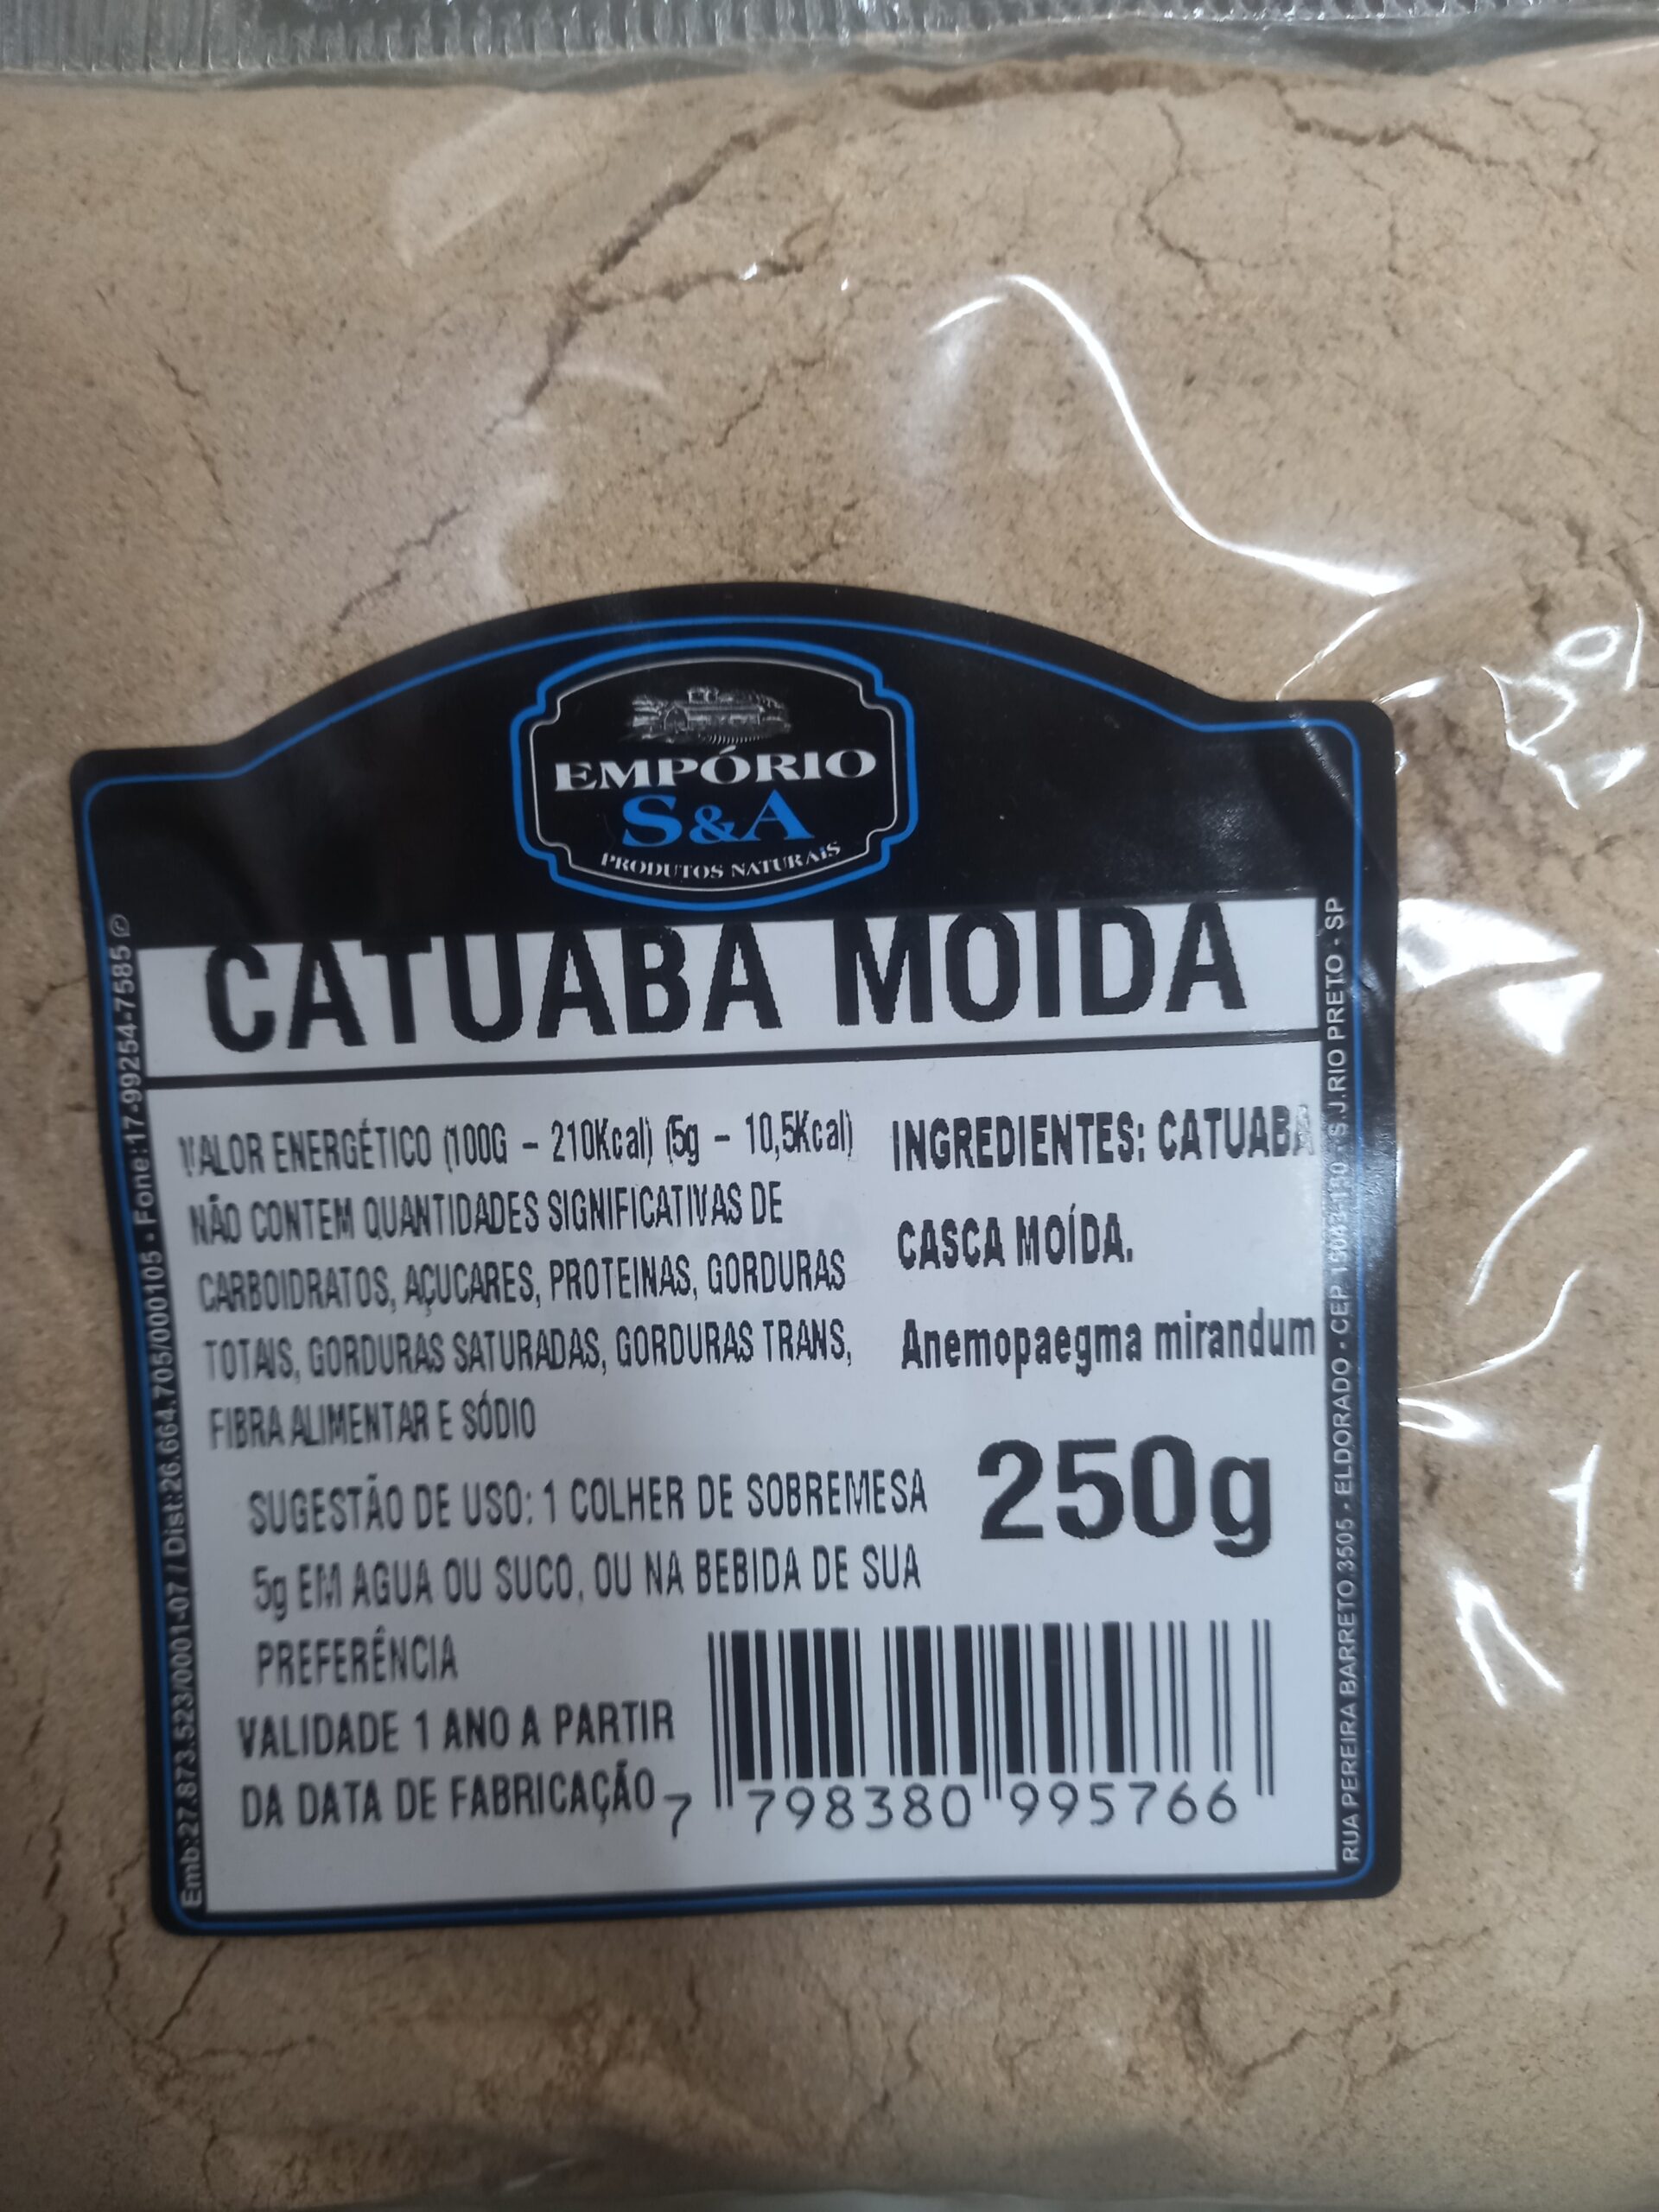 EMPÓRIO
S&A
PRODUTOS NATURAIS
CATUABA MOIDA
VALOR ENERGÉTICO (100G - 210Kcal) (5g - 10,5Kcal)
NÃO CONTEM QUANTIDADES SIGNIFICATIVAS DE
CARBOIDRATOS, AÇUCARES, PROTEINAS, GORDURAS
TOTAIS, GORDURAS SATURADAS, GORDURAS TRANS,
FIBRA ALIMENTAR E SÓDIO
INGREDIENTES: CATUABA
CASCA MOÍDA.
Anemopaegma mirandum
250g
SUGESTÃO DE USO: 1 COLHER DE SOBREMESA
5g EM AGUA OU SUCO, OU NA BEBIDA DE SUA
PREFERÊNCIA
VALIDADE 1 ANO A PARTIR
DA DATA DE FABRICAÇÃO
7 798380 995766
Emb:27.873.523/0001-07 / Dist:26.664.705/000105 - Fone:17-99254-7585
RUA PEREIRA BARRETO 3505 - ELDORADO - CEP - S.J.RIO PRETO - SP